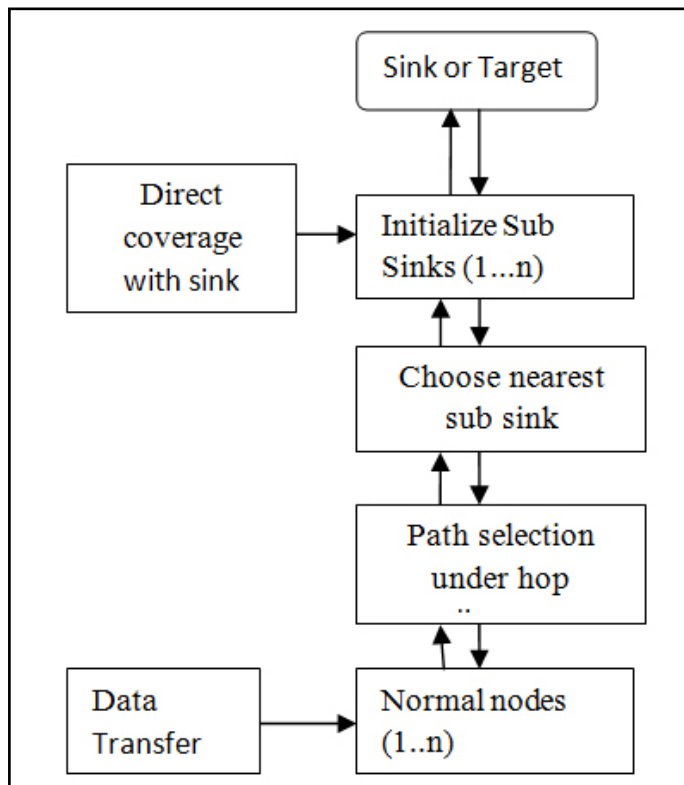 Sink or Target
Direct
coverage
with sink
Initialize Sub
Sinks (1...n)
Choose nearest
sub sink
Path selection
under hop
Data
Transfer
Normal nodes
(1..n)